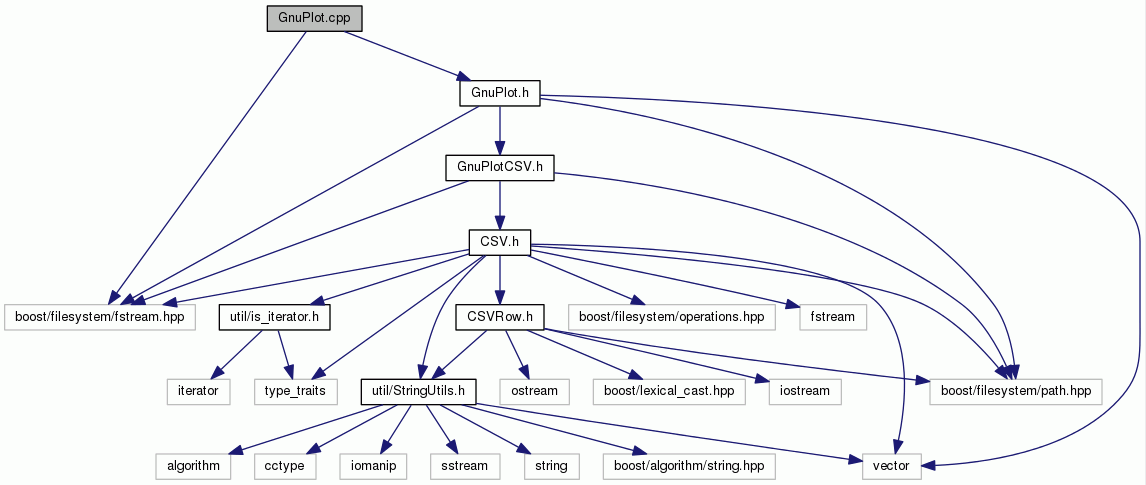 GnuPlot.cpp
GnuPlot.h
GnuPlotCSV.h
CSV.h
boost/filesystem/fstream.hpp
util/is_iterator.h
CSVRow.h
boost/filesystem/operations.hpp
fstream
iterator
type_traits
util/StringUtils.h
ostream
boost/lexical_cast.hpp
iostream
boost/filesystem/path.hpp
algorithm
cctype
iomanip
sstream
string
boost/algorithm/string.hpp
vector